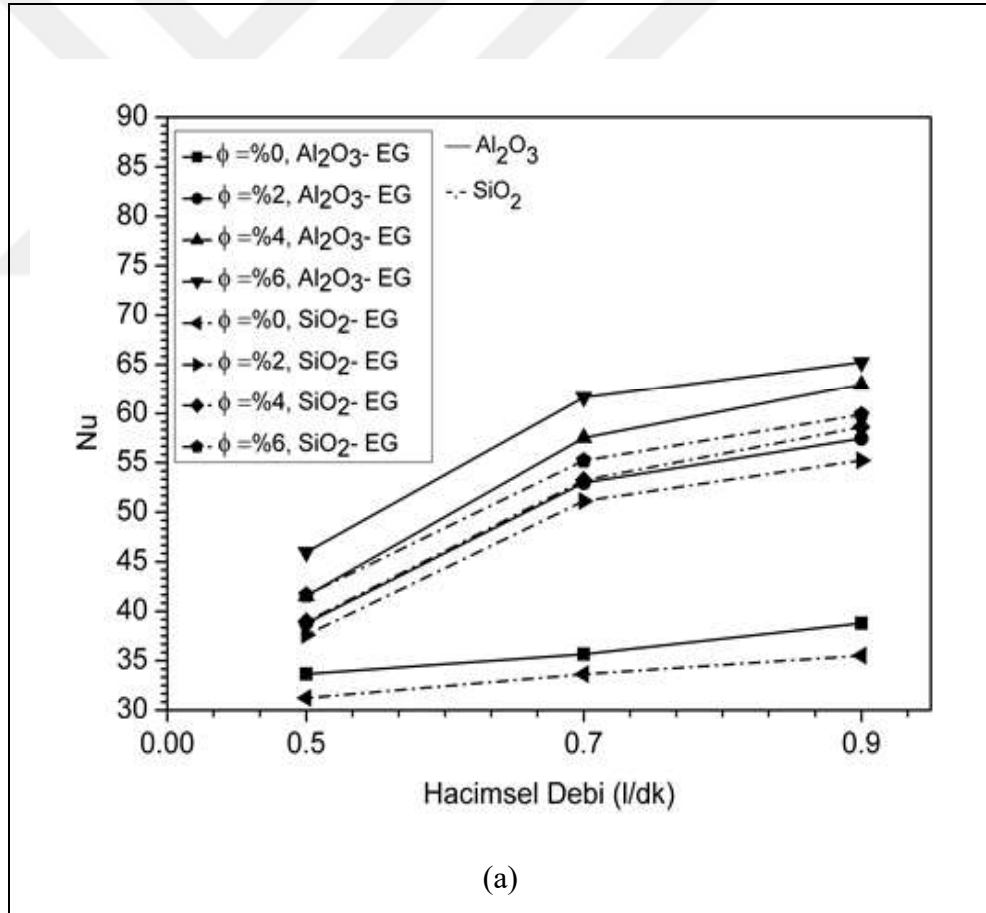 90
85
80
75
70
65
60
55
50
45
40
35
30
Nu
ϕ =%0, Al₂O₃- EG
ϕ =%2, Al₂O₃- EG
ϕ =%4, Al₂O₃- EG
ϕ =%6, Al₂O₃- EG
ϕ =%0, SiO₂- EG
ϕ =%2, SiO₂- EG
ϕ =%4, SiO₂- EG
ϕ =%6, SiO₂- EG
Al₂O₃
SiO₂
0.00 0.5 0.7 0.9
Hacimsel Debi (l/dk)
(a)